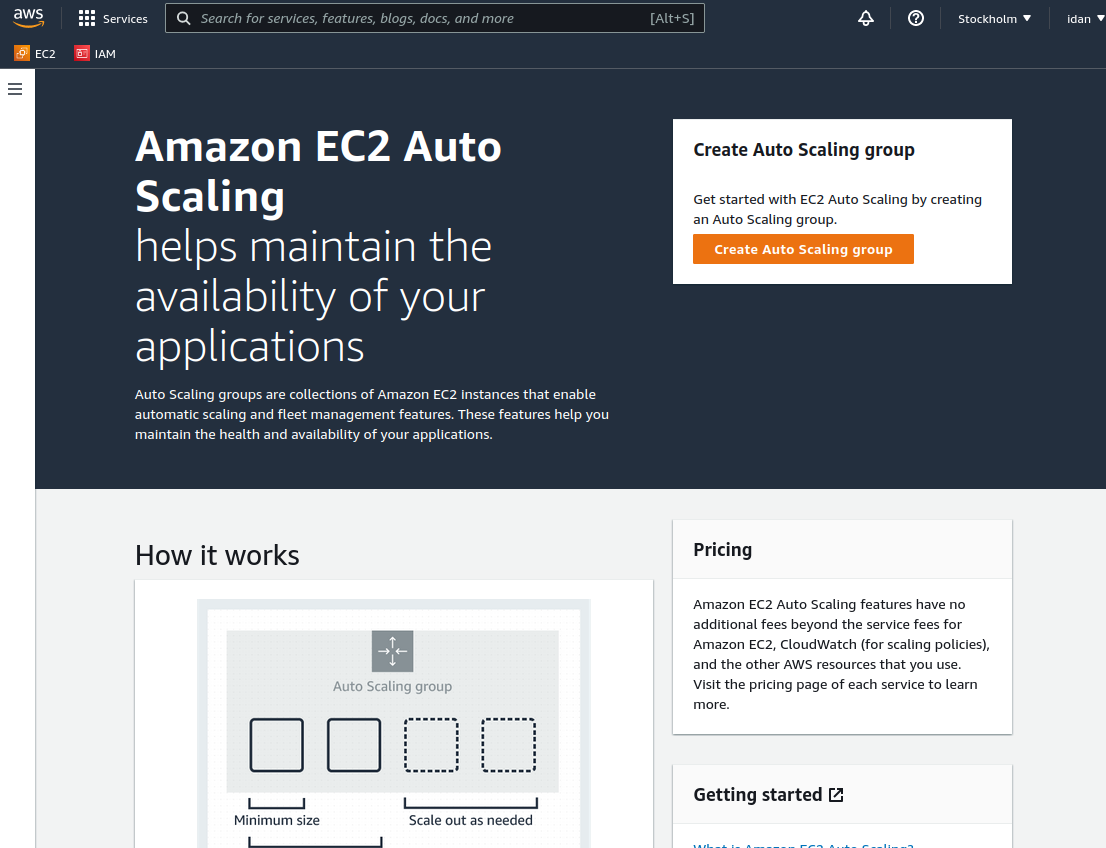 aws
Services
Search for services, features, blogs, docs, and more
[Alt+S]
Stockholm
idan
EC2
IAM
Amazon EC2 Auto
Scaling
helps maintain the
availability of your
applications
Auto Scaling groups are collections of Amazon EC2 instances that enable
automatic scaling and fleet management features. These features help you
maintain the health and availability of your applications.
Create Auto Scaling group
Get started with EC2 Auto Scaling by creating
an Auto Scaling group.
Create Auto Scaling group
How it works
Auto Scaling group
Minimum size
Scale out as needed
Pricing
Amazon EC2 Auto Scaling features have no
additional fees beyond the service fees for
Amazon EC2, CloudWatch (for scaling policies),
and the other AWS resources that you use.
Visit the pricing page of each service to learn
more.
Getting started
What is Amazon EC2 Auto Scaling?